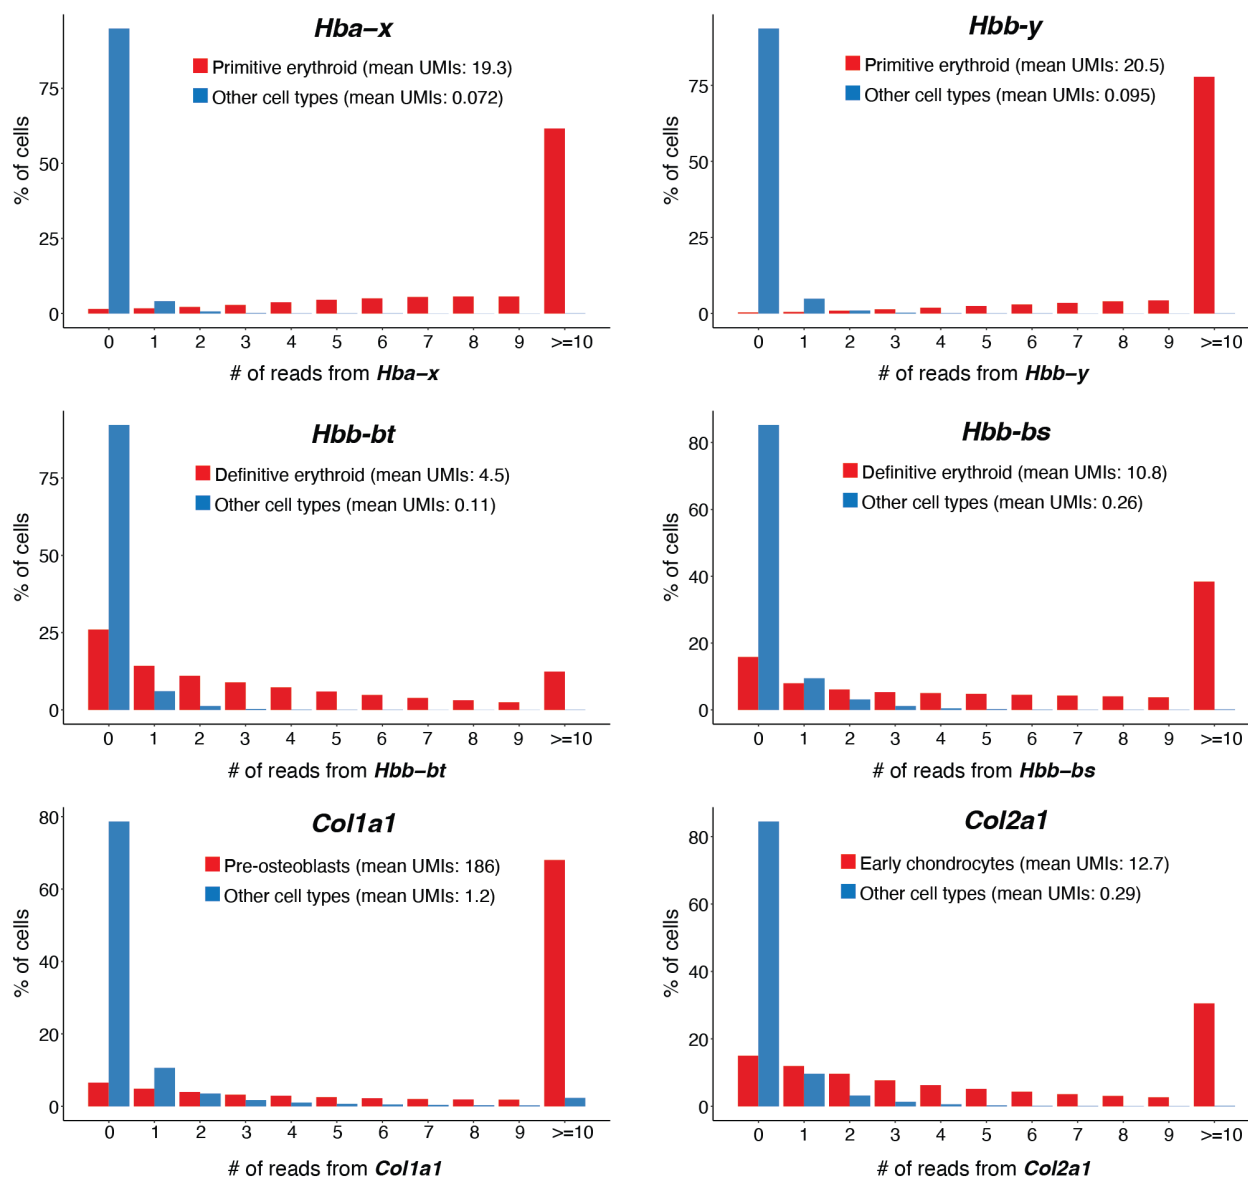 Hba–x
Primitive erythroid (mean UMIs: 19.3)
Other cell types (mean UMIs: 0.072)
% of cells
75
50
25
0
0 1 2 3 4 5 6 7 8 9 >=10
# of reads from Hba–x
Hbb-y
Primitive erythroid (mean UMIs: 20.5)
Other cell types (mean UMIs: 0.095)
% of cells
75
50
25
0
0 1 2 3 4 5 6 7 8 9 >=10
# of reads from Hbb–y
Hbb-bt
Definitive erythroid (mean UMIs: 4.5)
Other cell types (mean UMIs: 0.11)
% of cells
75
50
25
0
0 1 2 3 4 5 6 7 8 9 >=10
# of reads from Hbb–bt
Hbb-bs
Definitive erythroid (mean UMIs: 10.8)
Other cell types (mean UMIs: 0.26)
% of cells
80
60
40
20
0
0 1 2 3 4 5 6 7 8 9 >=10
# of reads from Hbb–bs
Col1a1
Pre-osteoblasts (mean UMIs: 186)
Other cell types (mean UMIs: 1.2)
% of cells
80
60
40
20
0
0 1 2 3 4 5 6 7 8 9 >=10
# of reads from Col1a1
Col2a1
Early chondrocytes (mean UMIs: 12.7)
Other cell types (mean UMIs: 0.29)
% of cells
80
60
40
20
0
0 1 2 3 4 5 6 7 8 9 >=10
# of reads from Col2a1